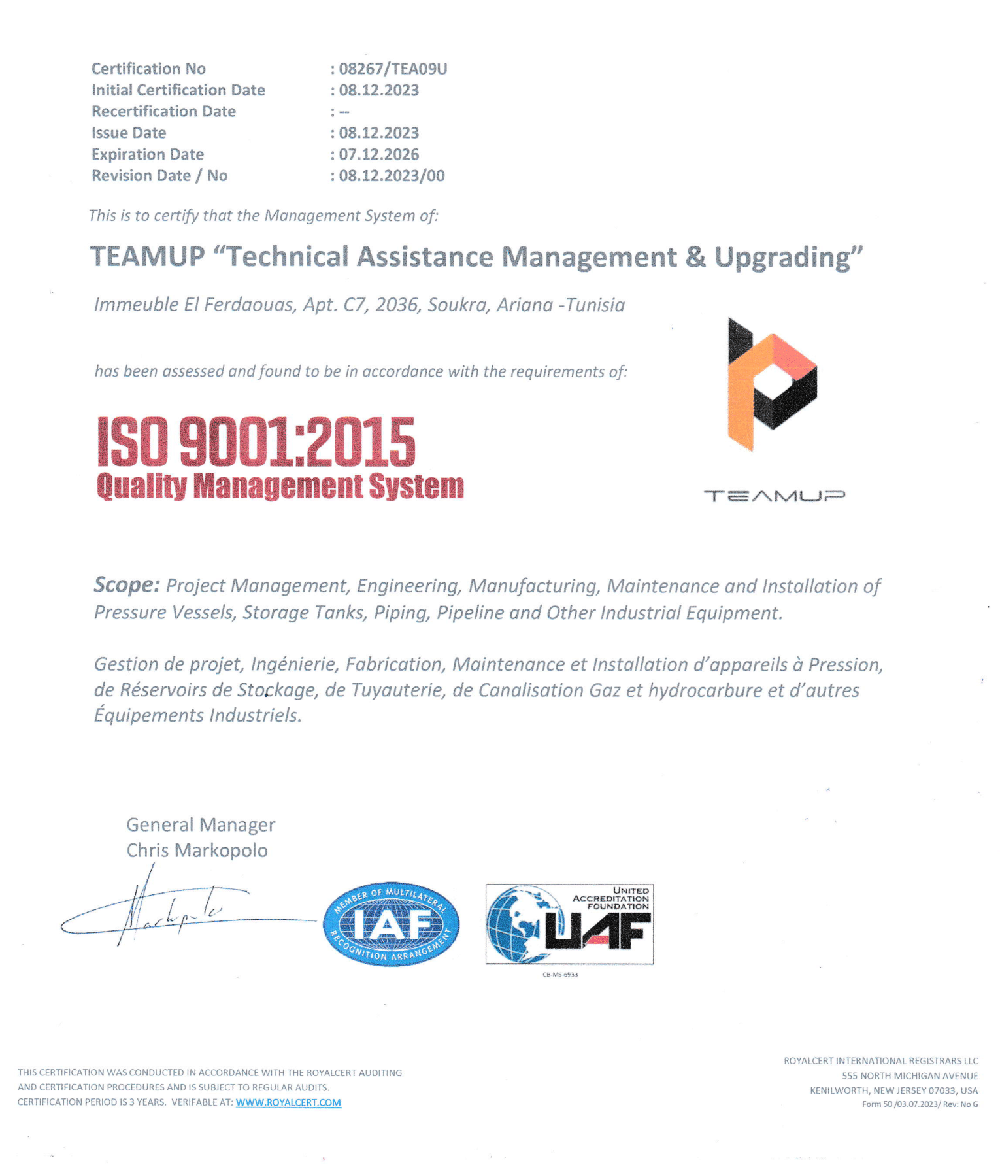 Certification No : 08267/TEA09U
Initial Certification Date : 08.12.2023
Recertification Date : --
Issue Date : 08.12.2023
Expiration Date : 07.12.2026
Revision Date / No : 08.12.2023/00
This is to certify that the Management System of:
TEAMUP “Technical Assistance Management & Upgrading”
Immeuble El Ferdaouas, Apt. C7, 2036, Soukra, Ariana -Tunisia
has been assessed and found to be in accordance with the requirements of:
ISO 9001:2015
Quality Management System
TEAMUP
Scope: Project Management, Engineering, Manufacturing, Maintenance and Installation of
Pressure Vessels, Storage Tanks, Piping, Pipeline and Other Industrial Equipment.
Gestion de projet, Ingénierie, Fabrication, Maintenance et Installation d’appareils à Pression,
de Réservoirs de Stockage, de Tuyauterie, de Canalisation Gaz et hydrocarbure et d’autres
Équipements Industriels.
General Manager
Chris Markopolo
MEMBER OF MULTILATERAL
IAF
RECOGNITION ARRANGEMENT
UNITED
ACCREDITATION
FOUNDATION
UAF
CB-MS-6933
THIS CERTIFICATION WAS CONDUCTED IN ACCORDANCE WITH THE ROYALCERT AUDITING
AND CERTIFICATION PROCEDURES AND IS SUBJECT TO REGULAR AUDITS.
CERTIFICATION PERIOD IS 3 YEARS. VERIFABLE AT: WWW.ROYALCERT.COM
ROYALCERT INTERNATIONAL REGISTRARS LLC
555 NORTH MICHIGAN AVENUE
KENILWORTH, NEW JERSEY 07033, USA
Form 50 /03.07.2023/ Rev: No G